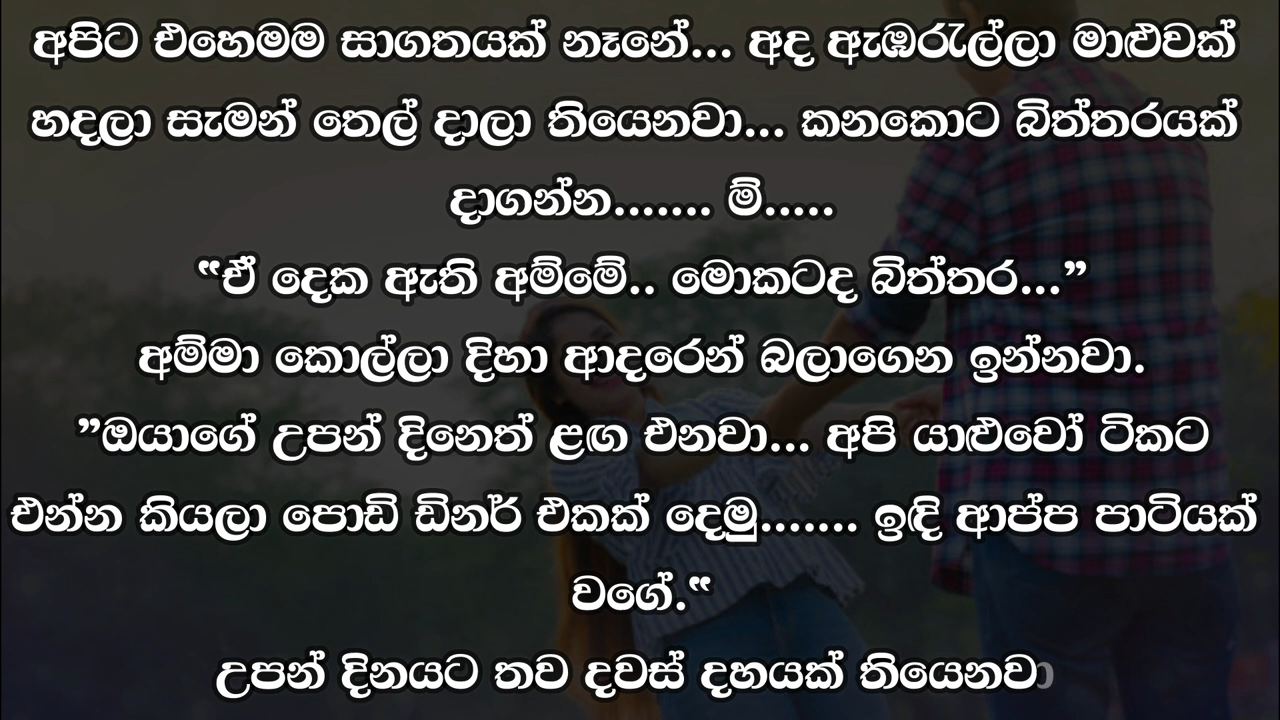 අපිට එහෙමම සාගතයක් නෑනේ... අද ඇඹරැල්ලා මාළුවක්
හදලා සැමන් තෙල් දාලා තියෙනවා... කනකොට බිත්තරයක්
දාගන්න....... ම්.....
“ඒ දෙක ඇති අම්මේ.. මොකටද බිත්තර...”
අම්මා කොල්ලා දිහා ආදරෙන් බලාගෙන ඉන්නවා.
”ඔයාගේ උපන් දිනෙත් ළඟ එනවා... අපි යාළුවෝ ටිකට
එන්න කියලා පොඩි ඩිනර් එකක් දෙමු....... ඉඳි ආප්ප පාටියක්
වගේ.“
උපන් දිනයට තව දවස් දහයක් තියෙනවා